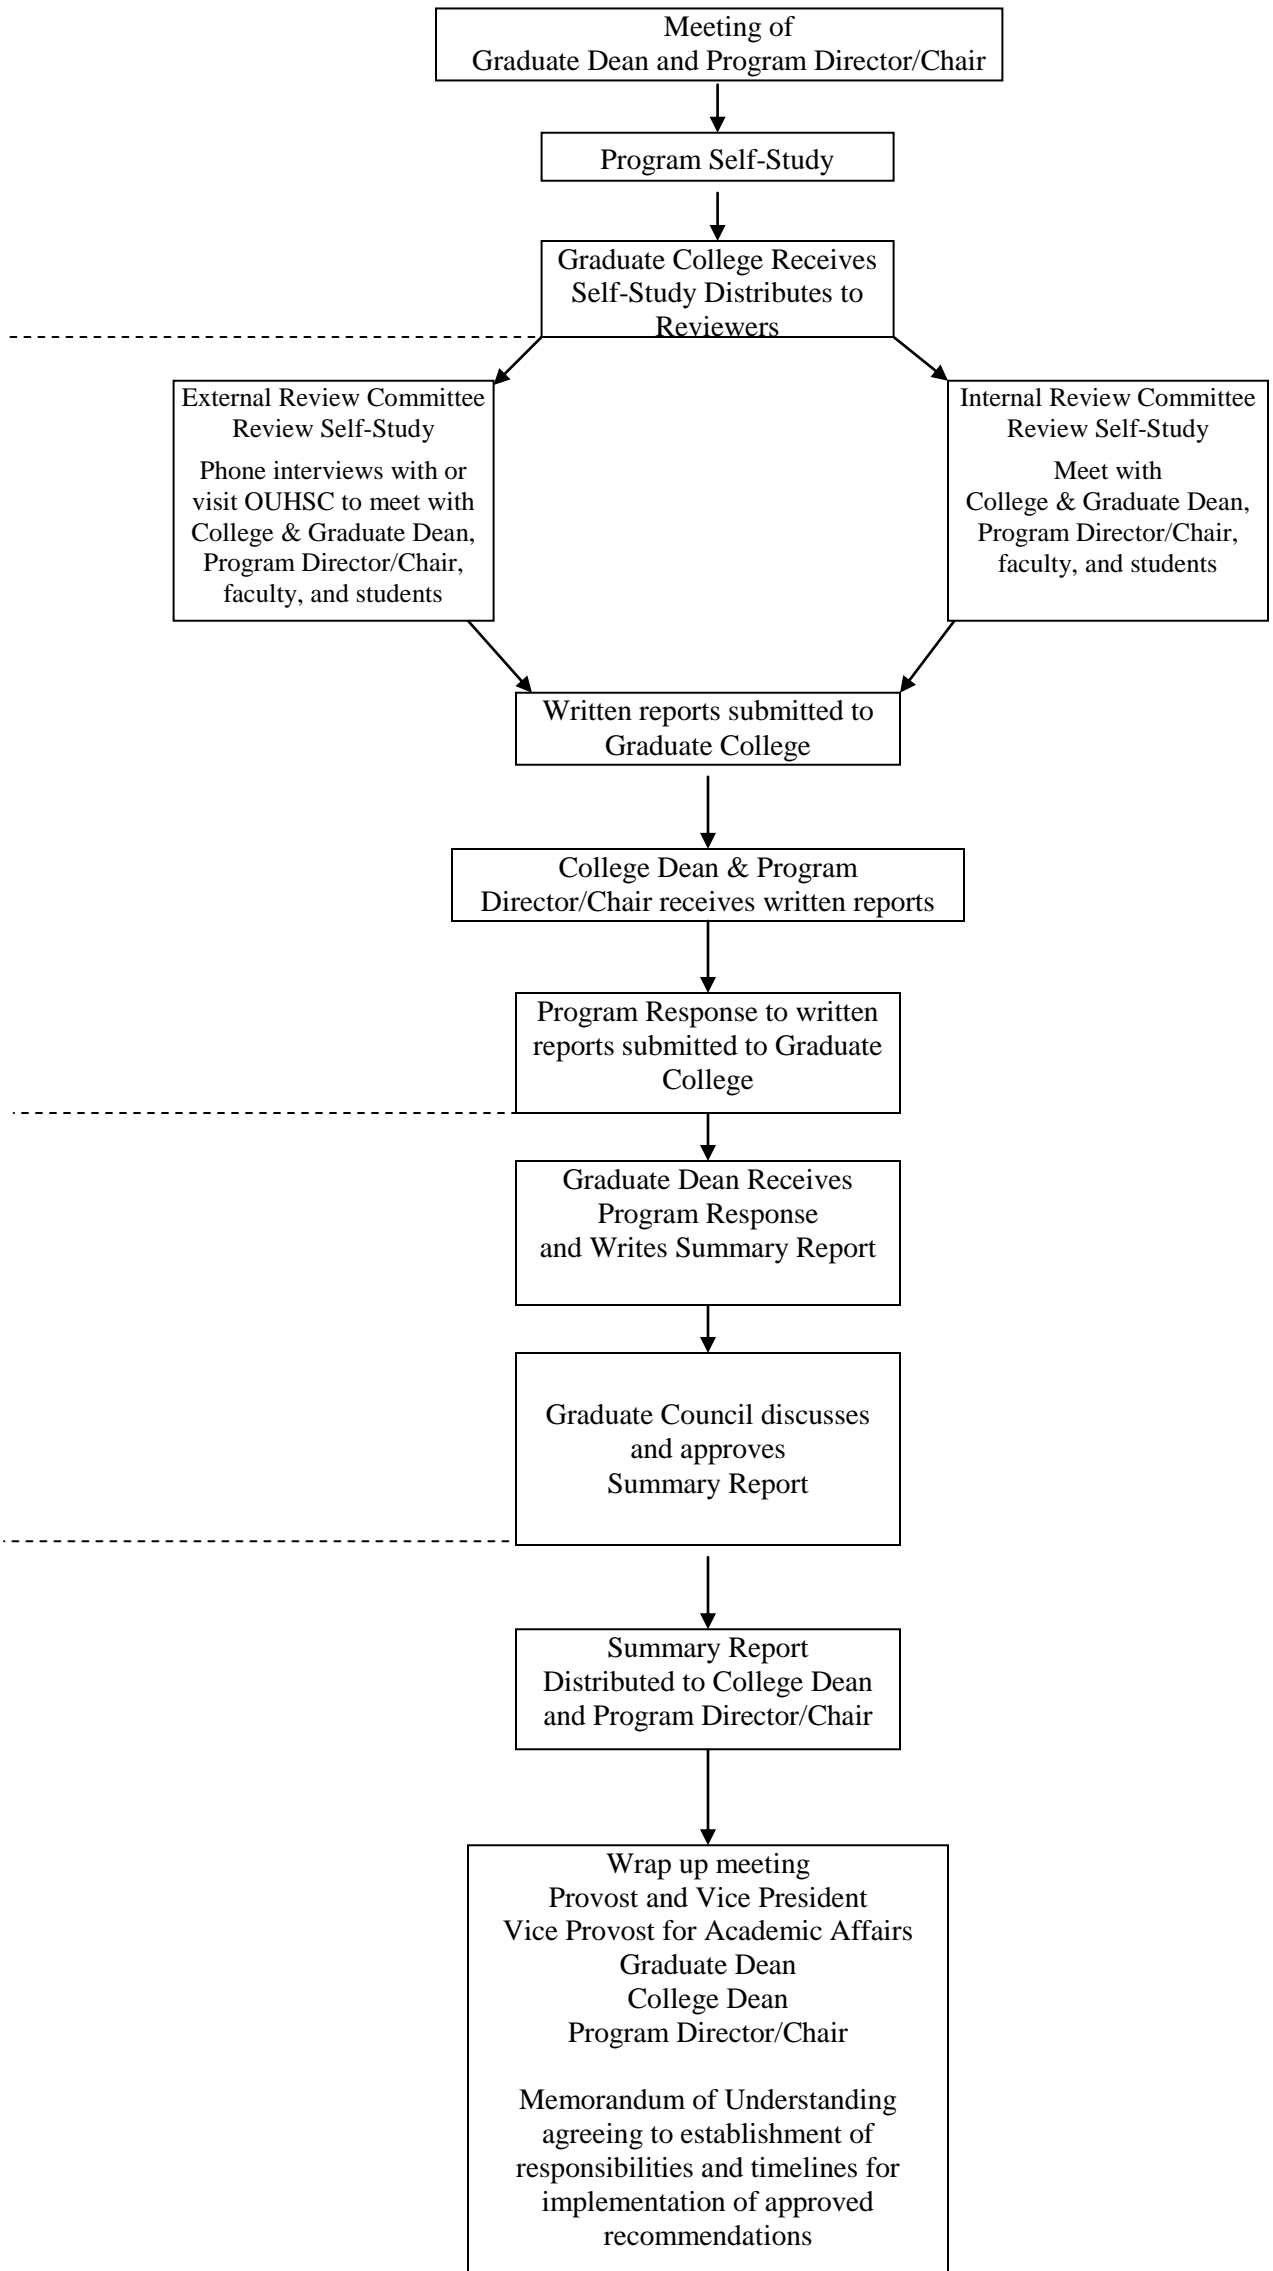 Meeting of
Graduate Dean and Program Director/Chair
Program Self-Study
Graduate College Receives
Self-Study Distributes to
Reviewers
External Review Committee
Review Self-Study
Phone interviews with or
visit OUHSC to meet with
College & Graduate Dean,
Program Director/Chair,
faculty, and students
Internal Review Committee
Review Self-Study
Meet with
College & Graduate Dean,
Program Director/Chair,
faculty, and students
Written reports submitted to
Graduate College
College Dean & Program
Director/Chair receives written reports
Program Response to written
reports submitted to Graduate
College
Graduate Dean Receives
Program Response
and Writes Summary Report
Graduate Council discusses
and approves
Summary Report
Summary Report
Distributed to College Dean
and Program Director/Chair
Wrap up meeting
Provost and Vice President
Vice Provost for Academic Affairs
Graduate Dean
College Dean
Program Director/Chair
Memorandum of Understanding
agreeing to establishment of
responsibilities and timelines for
implementation of approved
recommendations